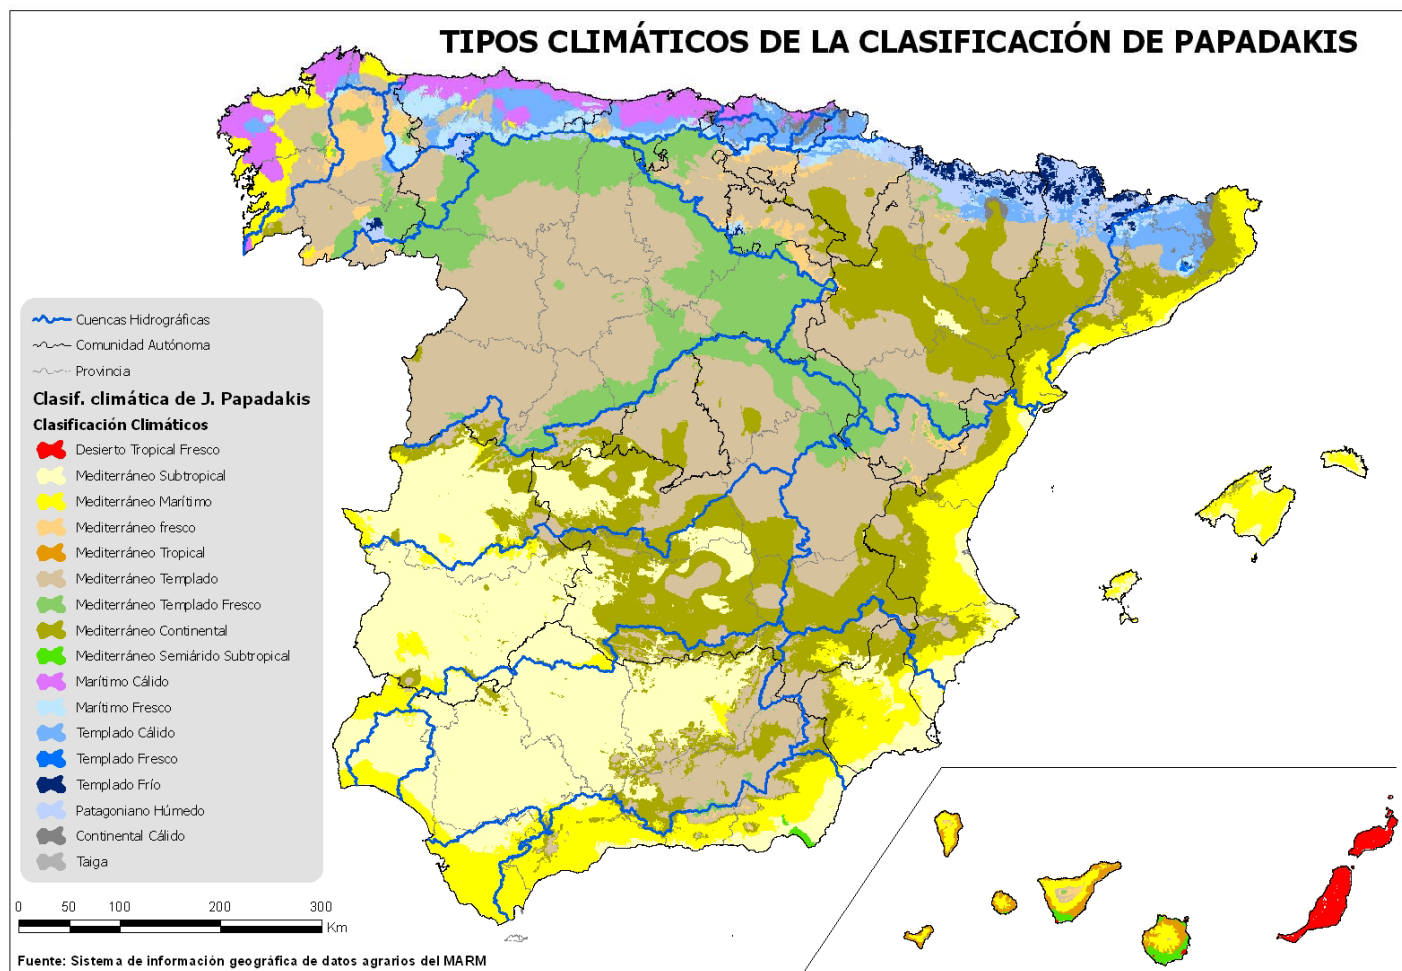 TIPOS CLIMÁTICOS DE LA CLASIFICACIÓN DE PAPADAKIS
Cuencas Hidrográficas
Comunidad Autónoma
Provincia
Clasif. climática de J. Papadakis
Clasificación Climáticos
Desierto Tropical Fresco
Mediterráneo Subtropical
Mediterráneo Marítimo
Mediterráneo fresco
Mediterráneo Tropical
Mediterráneo Templado
Mediterráneo Templado Fresco
Mediterráneo Continental
Mediterráneo Semiárido Subtropical
Marítimo Cálido
Marítimo Fresco
Templado Cálido
Templado Fresco
Templado Frío
Patagoniano Húmedo
Continental Cálido
Taiga
0 50 100 200 300
Km
Fuente: Sistema de información geográfica de datos agrarios del MARM